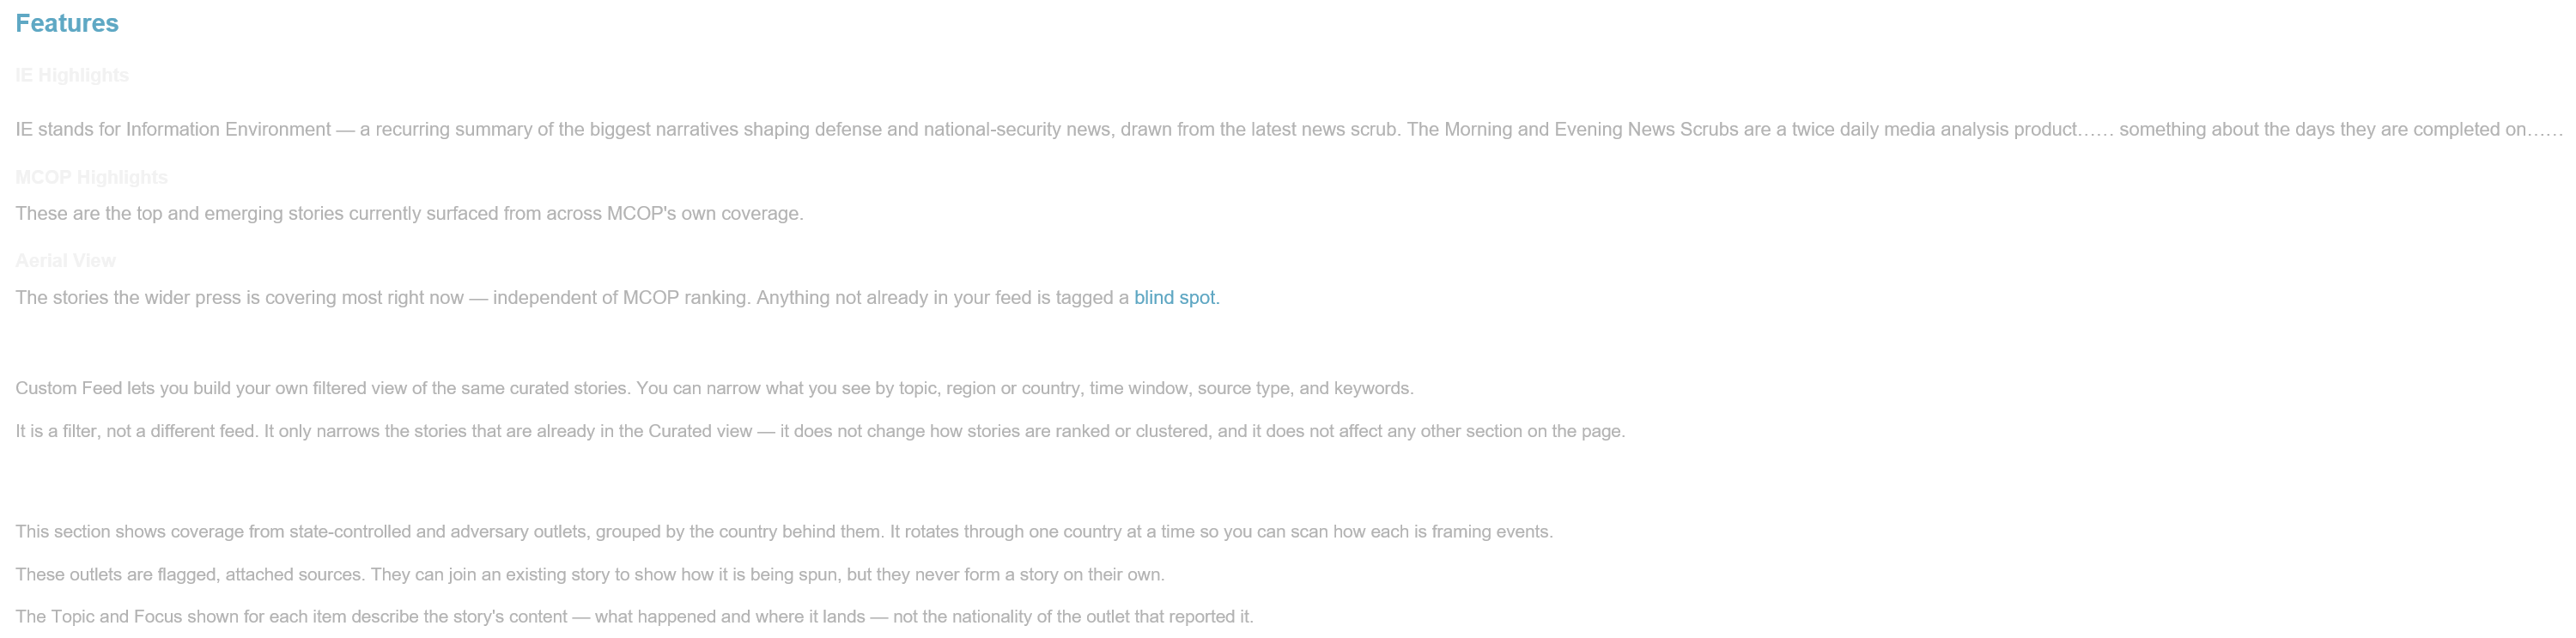 Features
IE Highlights
IE stands for Information Environment — a recurring summary of the biggest narratives shaping defense and national-security news, drawn from the latest news scrub. The Morning and Evening News Scrubs are a twice daily media analysis product…… something about the days they are completed on……
MCOP Highlights
These are the top and emerging stories currently surfaced from across MCOP's own coverage.
Aerial View
The stories the wider press is covering most right now — independent of MCOP ranking. Anything not already in your feed is tagged a blind spot.
Custom Feed lets you build your own filtered view of the same curated stories. You can narrow what you see by topic, region or country, time window, source type, and keywords.
It is a filter, not a different feed. It only narrows the stories that are already in the Curated view — it does not change how stories are ranked or clustered, and it does not affect any other section on the page.
This section shows coverage from state-controlled and adversary outlets, grouped by the country behind them. It rotates through one country at a time so you can scan how each is framing events.
These outlets are flagged, attached sources. They can join an existing story to show how it is being spun, but they never form a story on their own.
The Topic and Focus shown for each item describe the story's content — what happened and where it lands — not the nationality of the outlet that reported it.